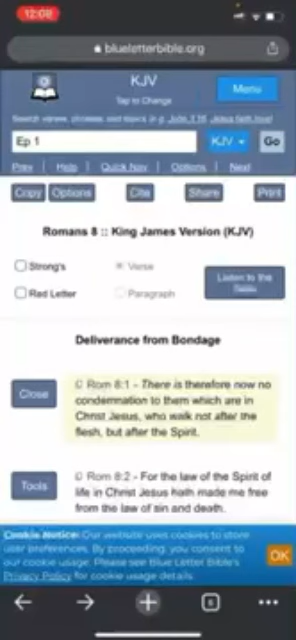 12:08
blueletterbible.org
KJV
Tap to Change
Menu
Search verses, phrases, and topics (e.g. John 3:16, Jesus faith love)
Ep 1
KJV
Go
Prev | Help | Quick Nav | Options | Next
Copy Options Cite Share Print
Romans 8 :: King James Version (KJV)
Strong's
Verse
Red Letter
Paragraph
Listen to the
Deliverance from Bondage
Close
Rom 8:1 - There is therefore now no
condemnation to them which are in
Christ Jesus, who walk not after the
flesh, but after the Spirit.
Tools
Rom 8:2 - For the law of the Spirit of
life in Christ Jesus hath made me free
from the law of sin and death.
Cookie Notice: Our website uses cookies to store
user preferences. By proceeding, you consent to
our cookie usage. Please see Blue Letter Bible's
Privacy Policy for cookie usage details.
OK